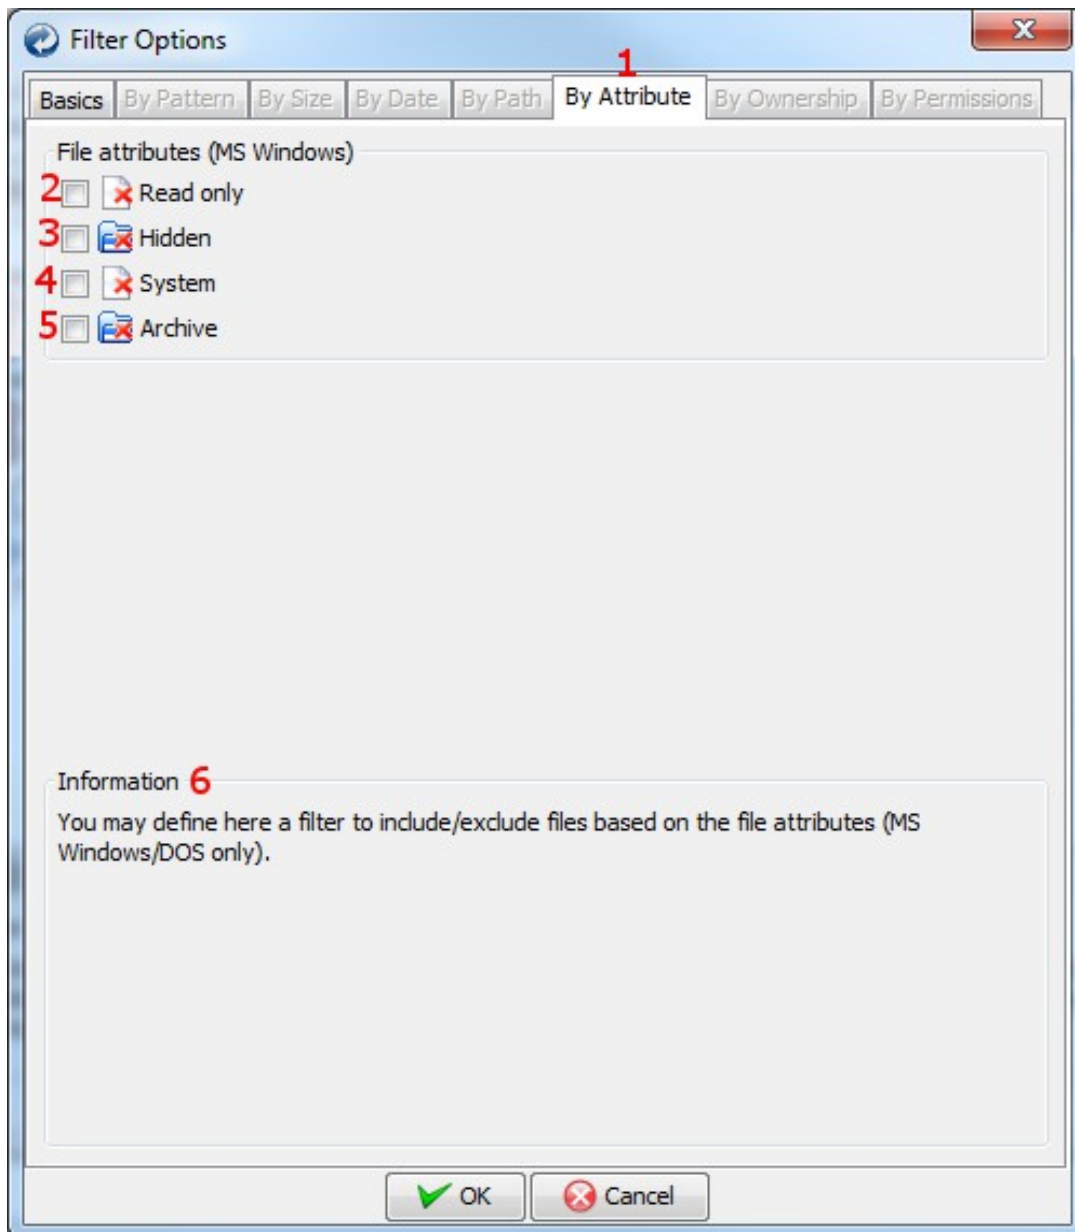 Filter Options
1
Basics By Pattern By Size By Date By Path By Attribute By Ownership By Permissions
File attributes (MS Windows)
2 Read only
3 Hidden
4 System
5 Archive
Information 6
You may define here a filter to include/exclude files based on the file attributes (MS
Windows/DOS only).
OK Cancel